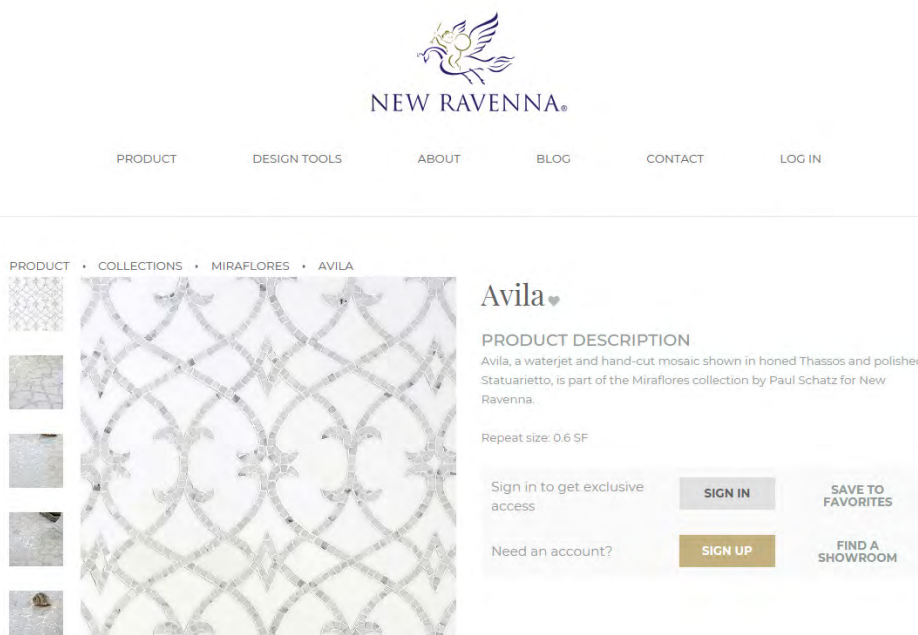 NEW RAVENNA®
PRODUCT DESIGN TOOLS ABOUT BLOG CONTACT LOG IN
PRODUCT • COLLECTIONS • MIRAFLORES • AVILA
Avila
PRODUCT DESCRIPTION
Avila, a waterjet and hand-cut mosaic shown in honed Thassos and polished
Statuarietto, is part of the Miraflores collection by Paul Schatz for New
Ravenna.
Repeat size: 0.6 SF
Sign in to get exclusive
access
SIGN IN
SAVE TO
FAVORITES
Need an account?
SIGN UP
FIND A
SHOWROOM